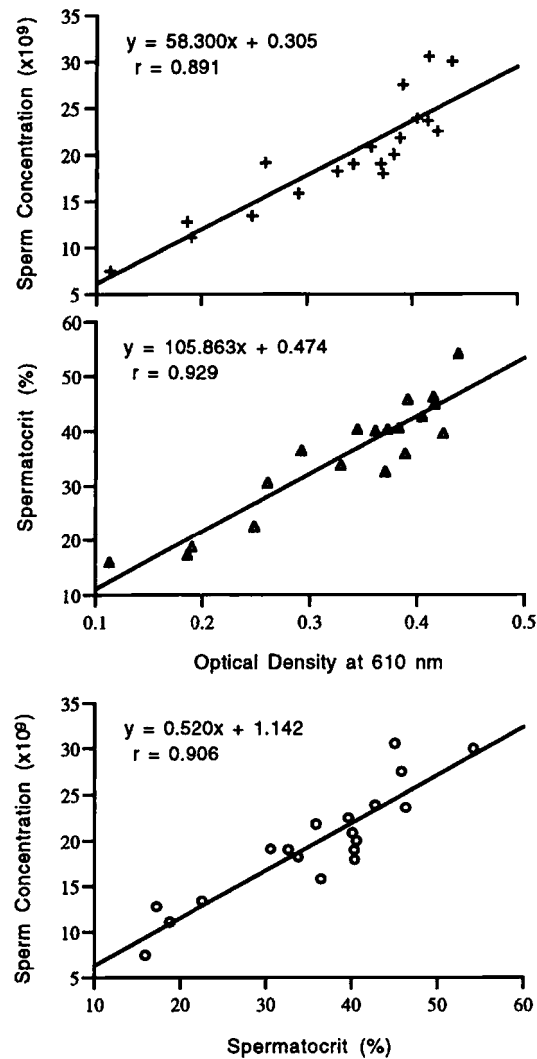 y = 58.300x + 0.305
r = 0.891
Sperm Concentration (x10⁹)
35
30
25
20
15
10
5
y = 105.863x + 0.474
r = 0.929
Spermatocrit (%)
60
50
40
30
20
10
0.1 0.2 0.3 0.4 0.5
Optical Density at 610 nm
y = 0.520x + 1.142
r = 0.906
Sperm Concentration (x10⁹)
35
30
25
20
15
10
5
10 20 30 40 50 60
Spermatocrit (%)